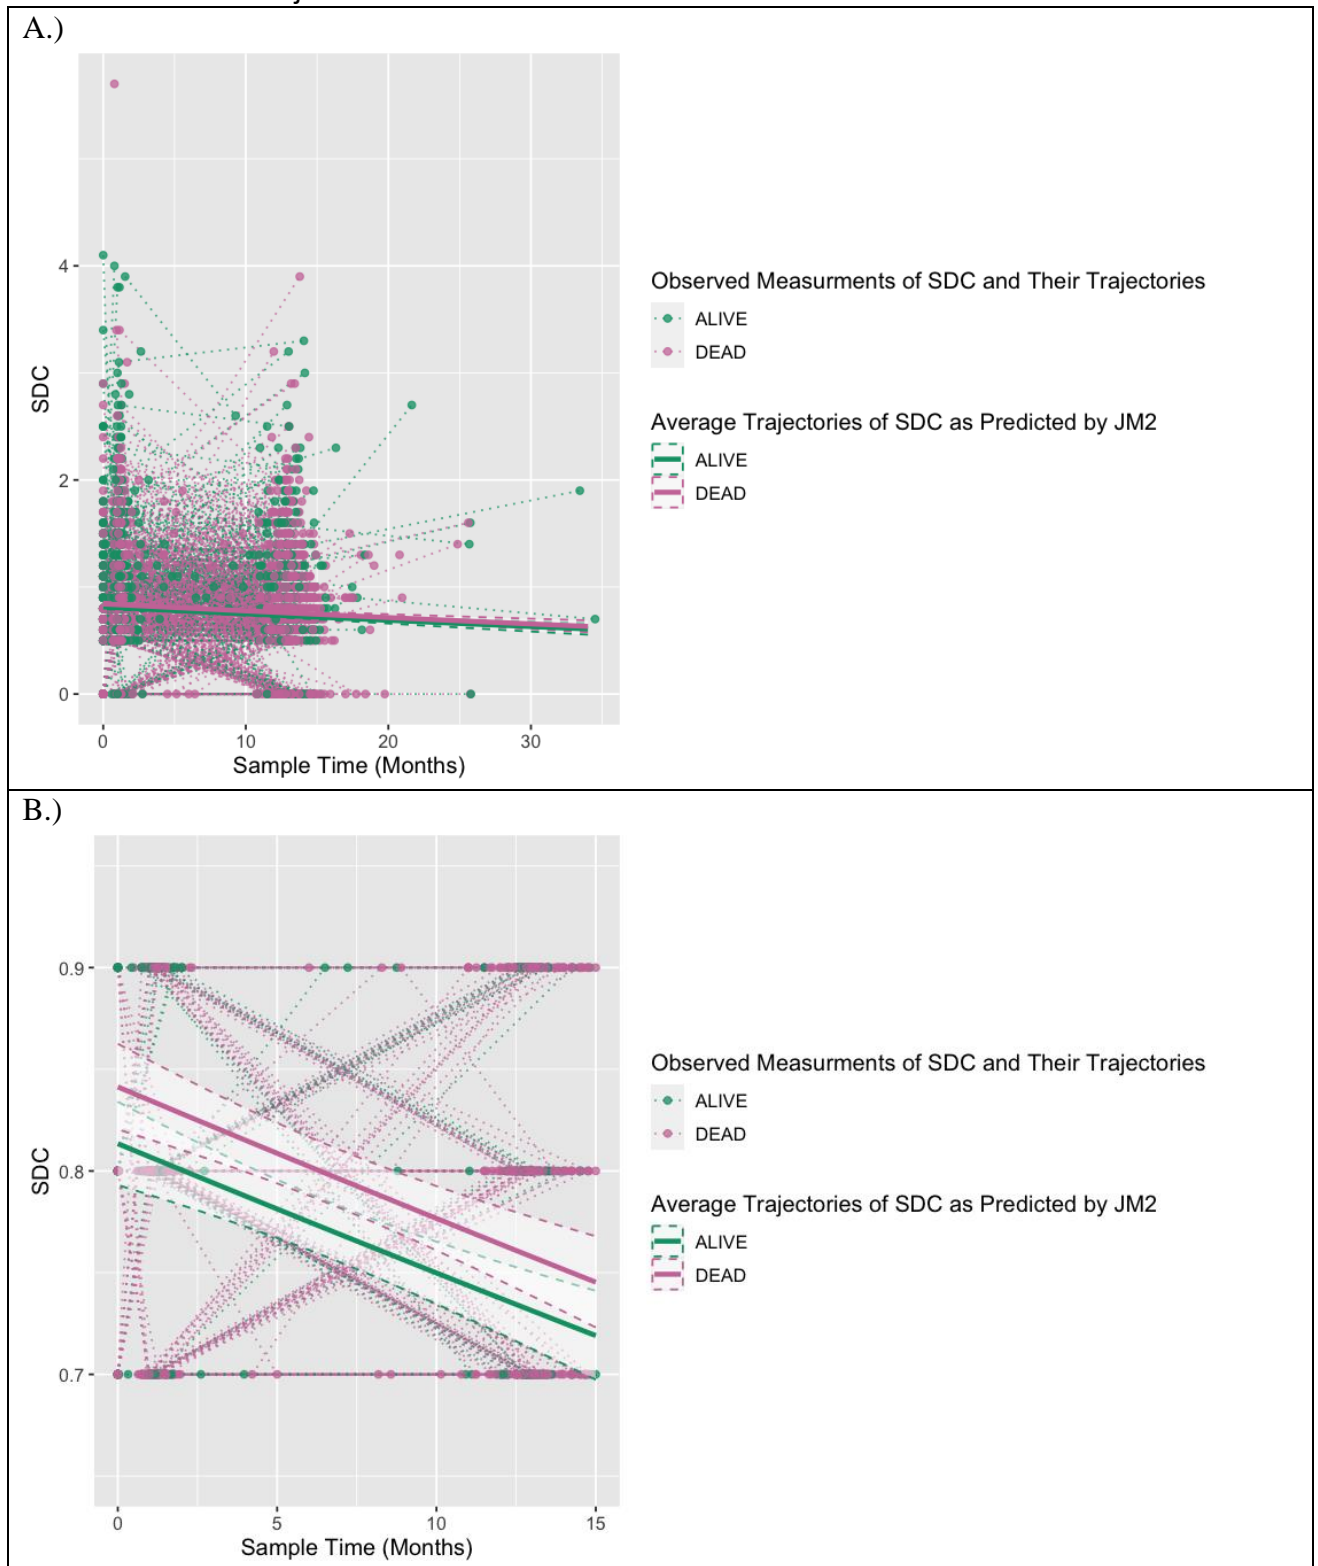 A.)
4
2
0
SDC
0 10 20 30
Sample Time (Months)
Observed Measurments of SDC and Their Trajectories
ALIVE
DEAD
Average Trajectories of SDC as Predicted by JM2
ALIVE
DEAD
B.)
0.9
0.8
0.7
SDC
0 5 10 15
Sample Time (Months)
Observed Measurments of SDC and Their Trajectories
ALIVE
DEAD
Average Trajectories of SDC as Predicted by JM2
ALIVE
DEAD